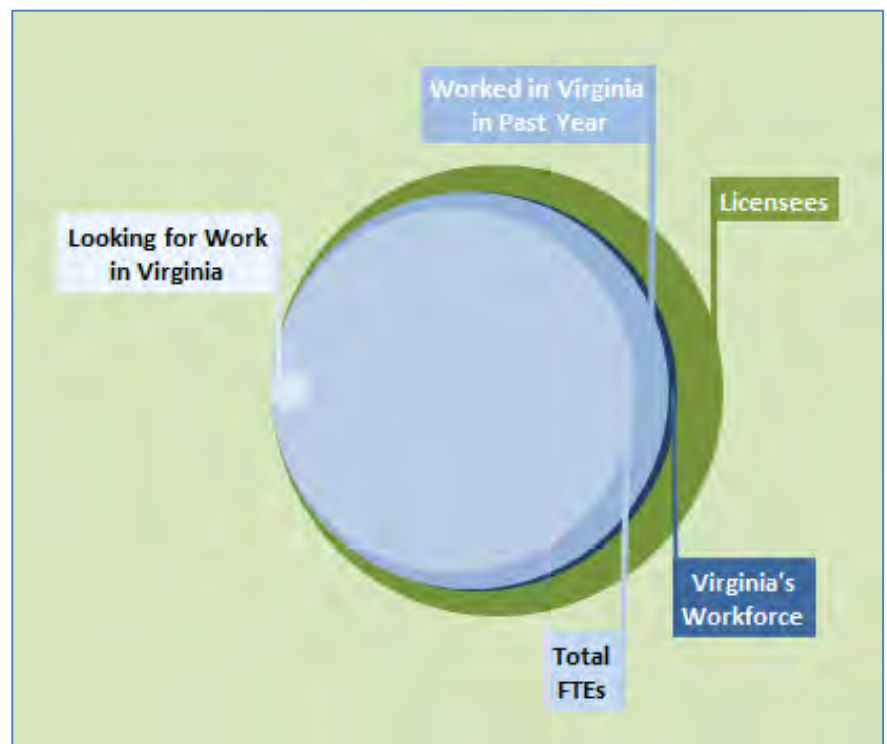 Worked in Virginia
in Past Year
Licensees
Looking for Work
in Virginia
Virginia's
Workforce
Total
FTEs